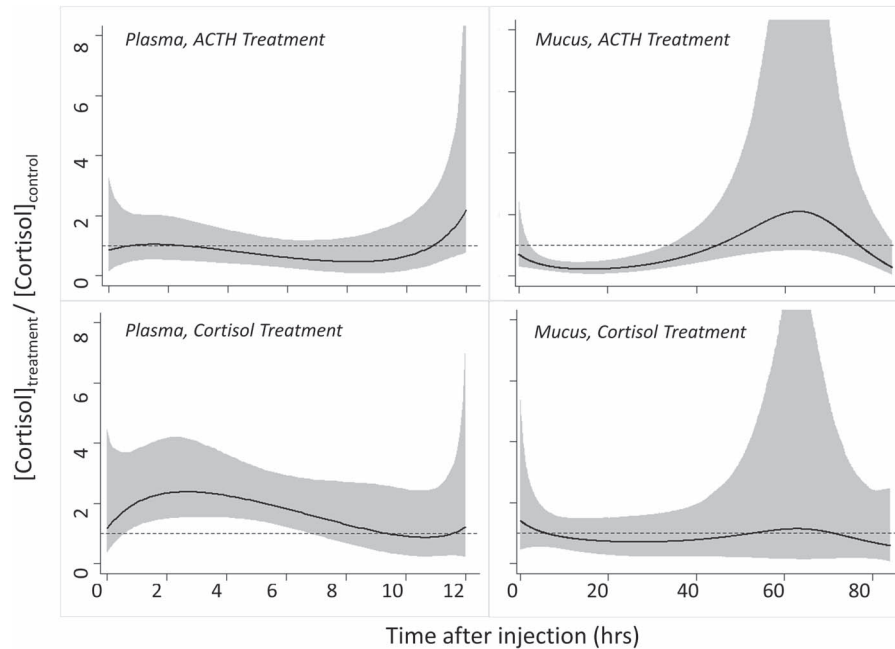 [Cortisol]treatment / [Cortisol]control
Plasma, ACTH Treatment
8
6
4
2
0
Mucus, ACTH Treatment
Plasma, Cortisol Treatment
8
6
4
2
0
Mucus, Cortisol Treatment
0 2 4 6 8 10 12
0 20 40 60 80
Time after injection (hrs)